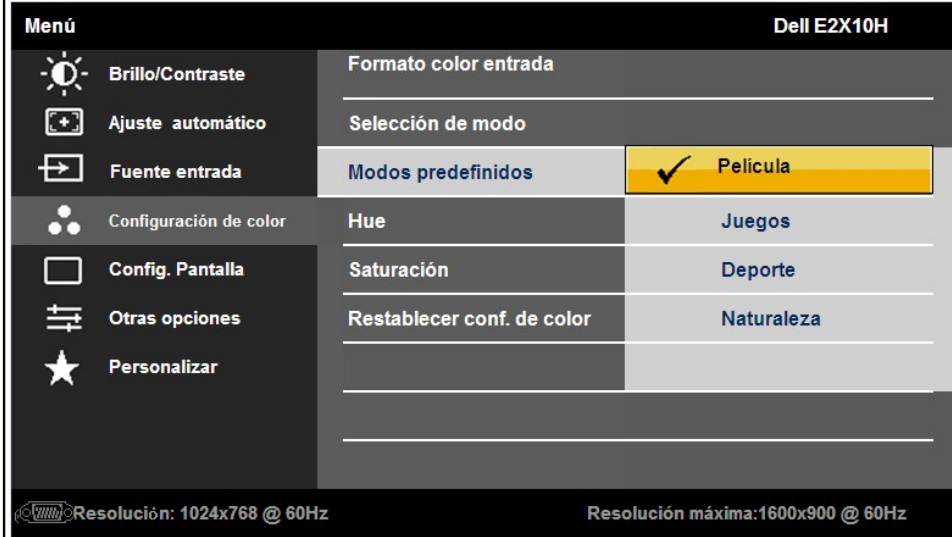 Menú
Dell E2X10H
Brillo/Contraste
Ajuste automático
Fuente entrada
Configuración de color
Config. Pantalla
Otras opciones
Personalizar
Formato color entrada
Selección de modo
Modos predefinidos
Hue
Saturación
Restablecer conf. de color
Película
Juegos
Deporte
Naturaleza
Resolución: 1024x768 @ 60Hz
Resolución máxima:1600x900 @ 60Hz